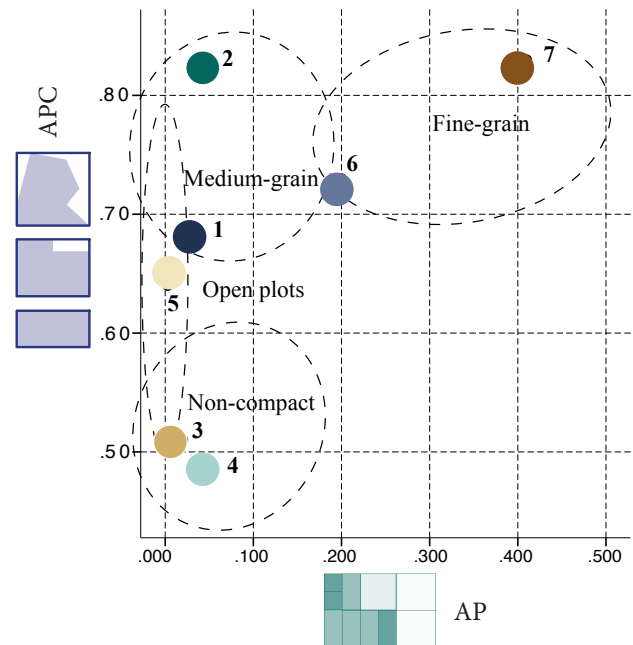 APC
.80
.70
.60
.50
2
7
Fine-grain
6
Medium-grain
1
5
Open plots
Non-compact
3
4
.000
.100
.200
.300
.400
.500
AP